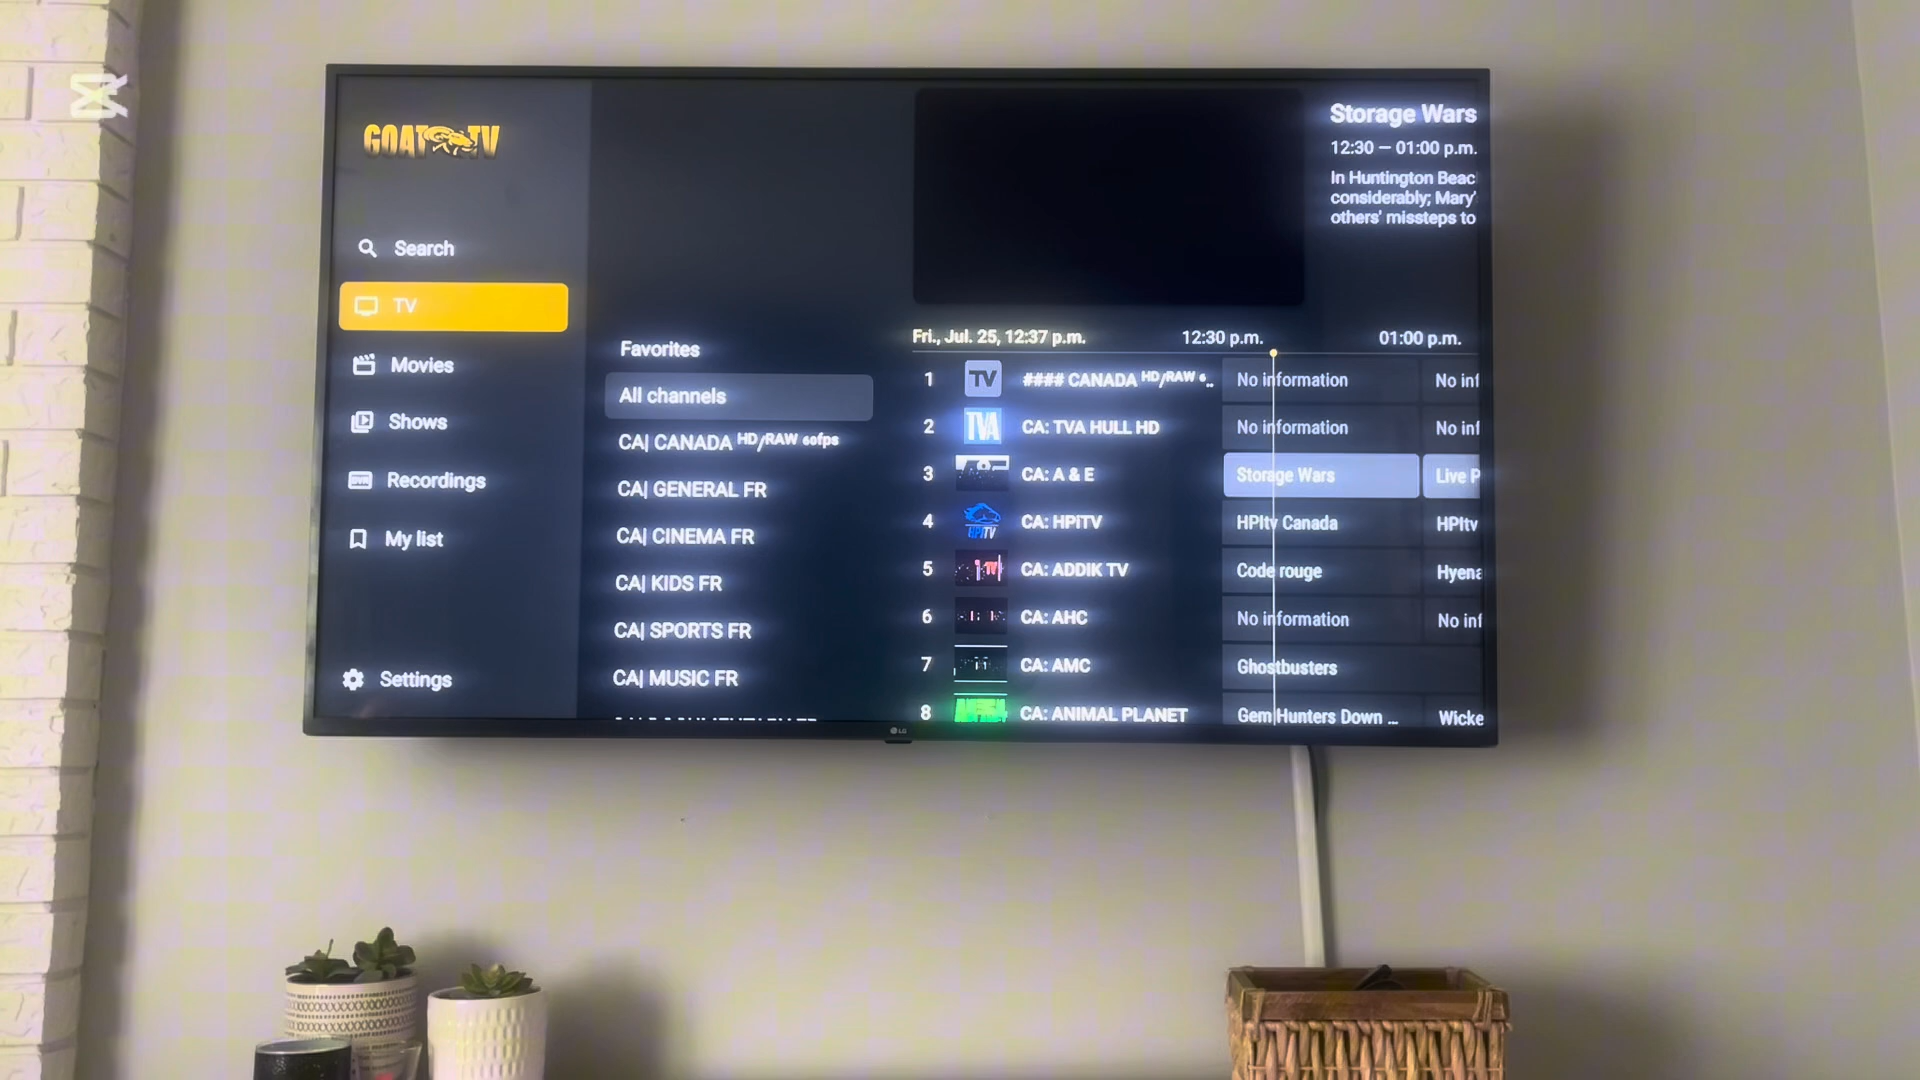 GOAT TV
Search
TV
Movies
Shows
Recordings
My list
Settings
Favorites
All channels
CA| CANADA ᴴᴰ/ᴿᴬᵂ ⁶⁰ᶠᵖˢ
CA| GENERAL FR
CA| CINEMA FR
CA| KIDS FR
CA| SPORTS FR
CA| MUSIC FR
Storage Wars
12:30 — 01:00 p.m.
In Huntington Beac
considerably; Mary'
others' missteps to
Fri., Jul. 25, 12:37 p.m. 12:30 p.m. 01:00 p.m.
1 TV #### CANADA ᴴᴰ/ᴿᴬᵂ ⁶.. No information No inf
2 TVA CA: TVA HULL HD No information No inf
3 CA: A & E Storage Wars Live P
4 HPITV CA: HPITV HPItv Canada HPItv
5 CA: ADDIK TV Code rouge Hyena
6 CA: AHC No information No inf
7 CA: AMC Ghostbusters
8 CA: ANIMAL PLANET Gem Hunters Down ... Wicke
LG